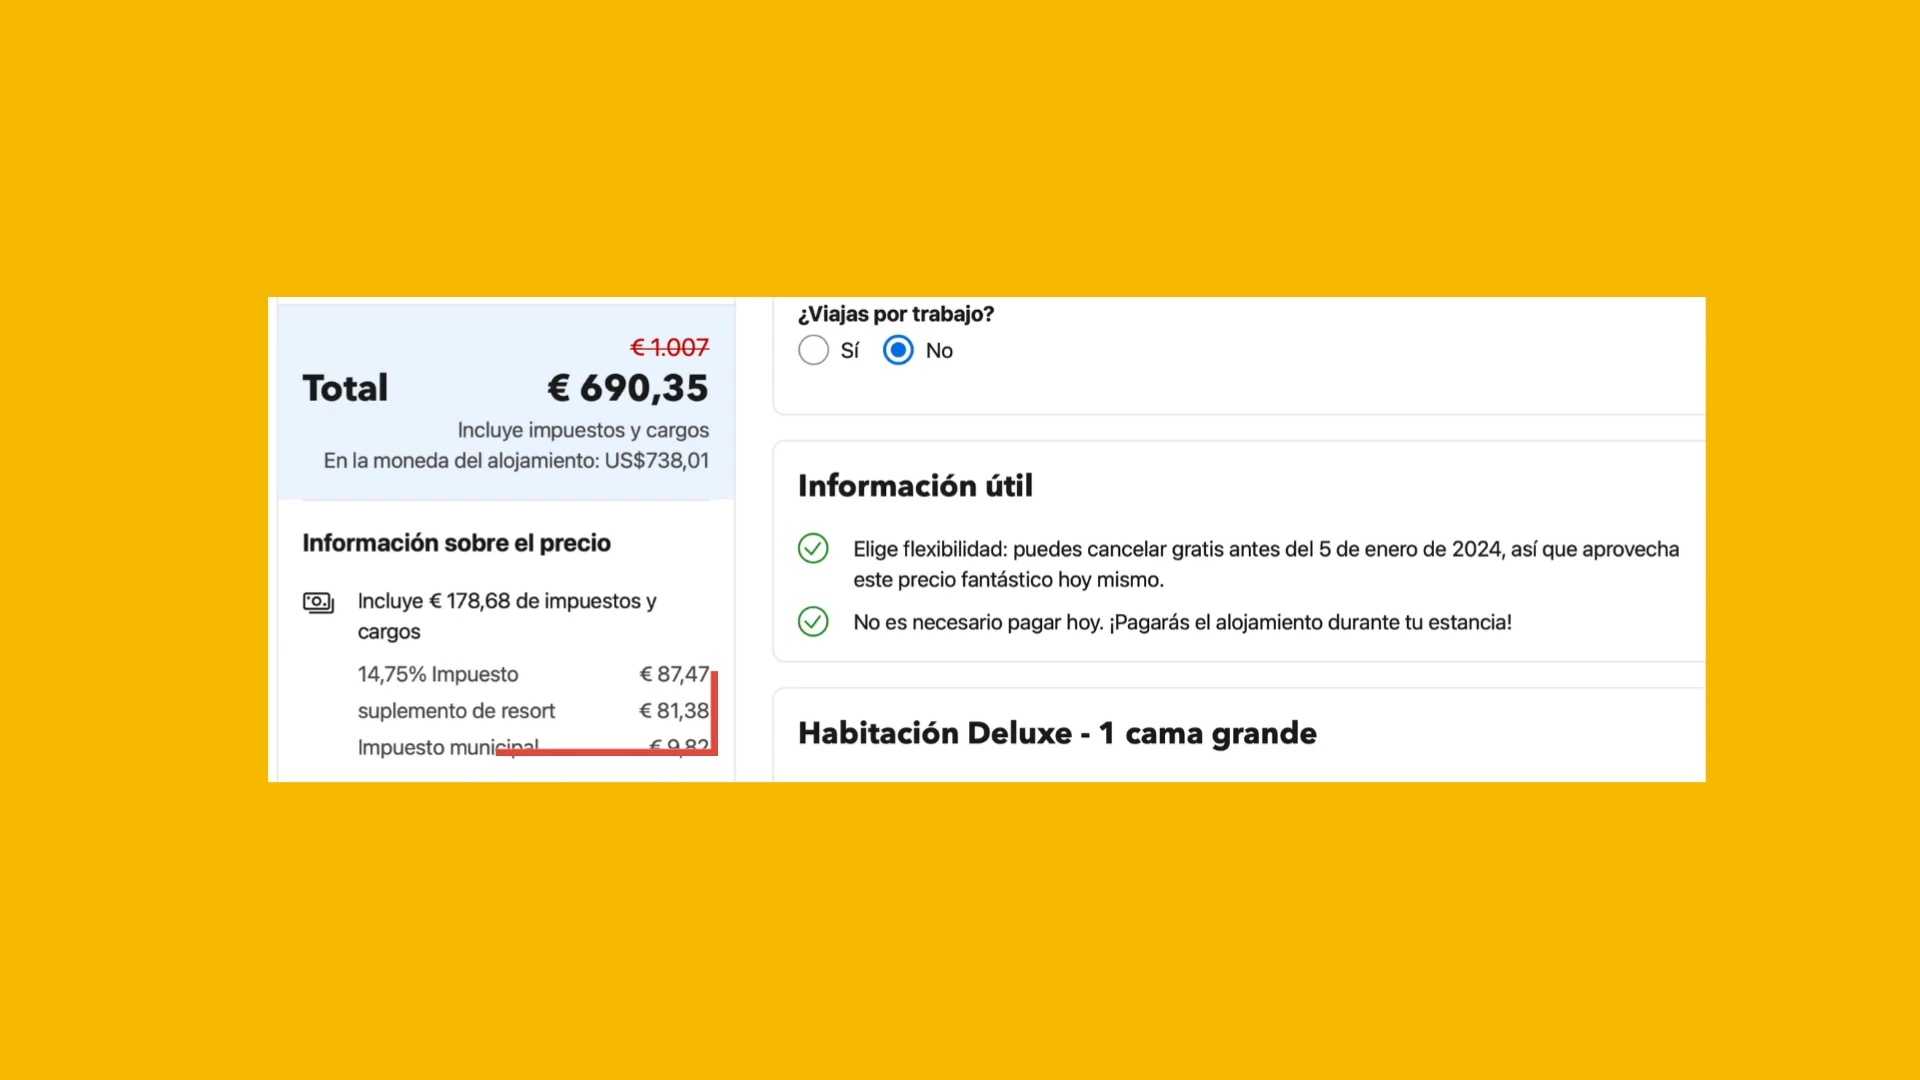 € 1.007
Total € 690,35
Incluye impuestos y cargos
En la moneda del alojamiento: US$738,01
Información sobre el precio
Incluye € 178,68 de impuestos y
cargos
14,75% Impuesto € 87,47
suplemento de resort € 81,38
Impuesto municipal € 9,82
¿Viajas por trabajo?
Sí No
Información útil
Elige flexibilidad: puedes cancelar gratis antes del 5 de enero de 2024, así que aprovecha
este precio fantástico hoy mismo.
No es necesario pagar hoy. ¡Pagarás el alojamiento durante tu estancia!
Habitación Deluxe - 1 cama grande